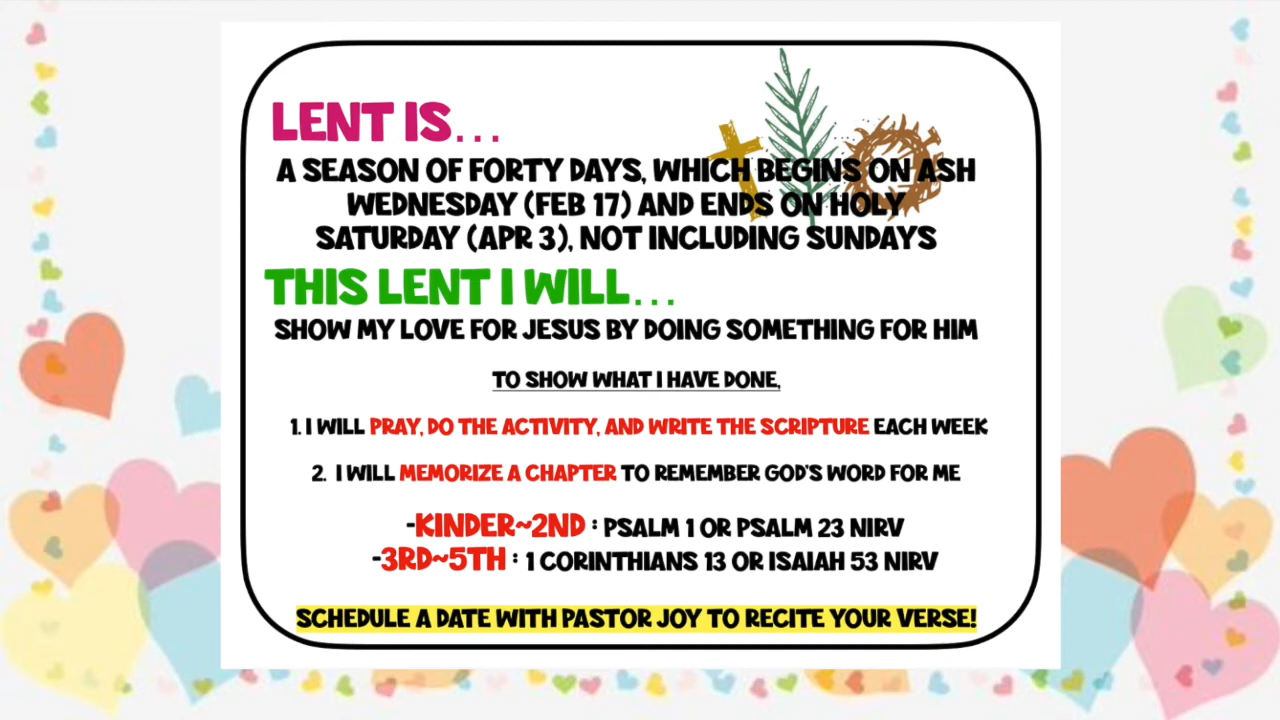 LENT IS...
A SEASON OF FORTY DAYS, WHICH BEGINS ON ASH
WEDNESDAY (FEB 17) AND ENDS ON HOLY
SATURDAY (APR 3), NOT INCLUDING SUNDAYS
THIS LENT I WILL...
SHOW MY LOVE FOR JESUS BY DOING SOMETHING FOR HIM
TO SHOW WHAT I HAVE DONE,
1. I WILL PRAY, DO THE ACTIVITY, AND WRITE THE SCRIPTURE EACH WEEK
2. I WILL MEMORIZE A CHAPTER TO REMEMBER GOD'S WORD FOR ME
-KINDER~2ND : PSALM 1 OR PSALM 23 NIRV
-3RD~5TH : 1 CORINTHIANS 13 OR ISAIAH 53 NIRV
SCHEDULE A DATE WITH PASTOR JOY TO RECITE YOUR VERSE!